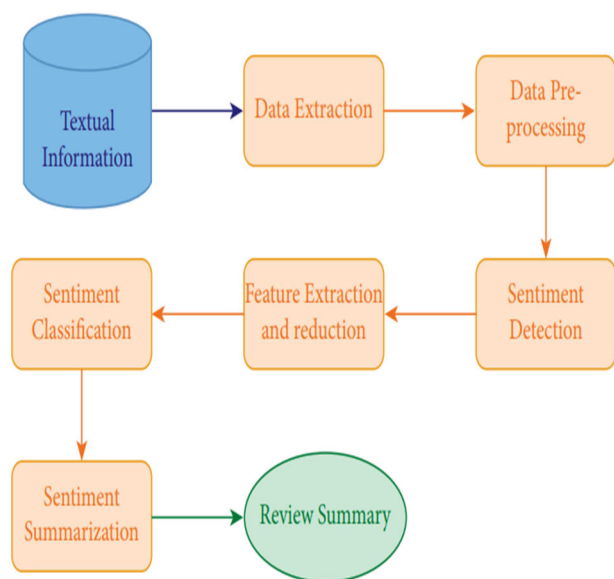 Textual
Information
Data Extraction
Data Pre-
processing
Sentiment
Detection
Feature Extraction
and reduction
Sentiment
Classification
Sentiment
Summarization
Review Summary